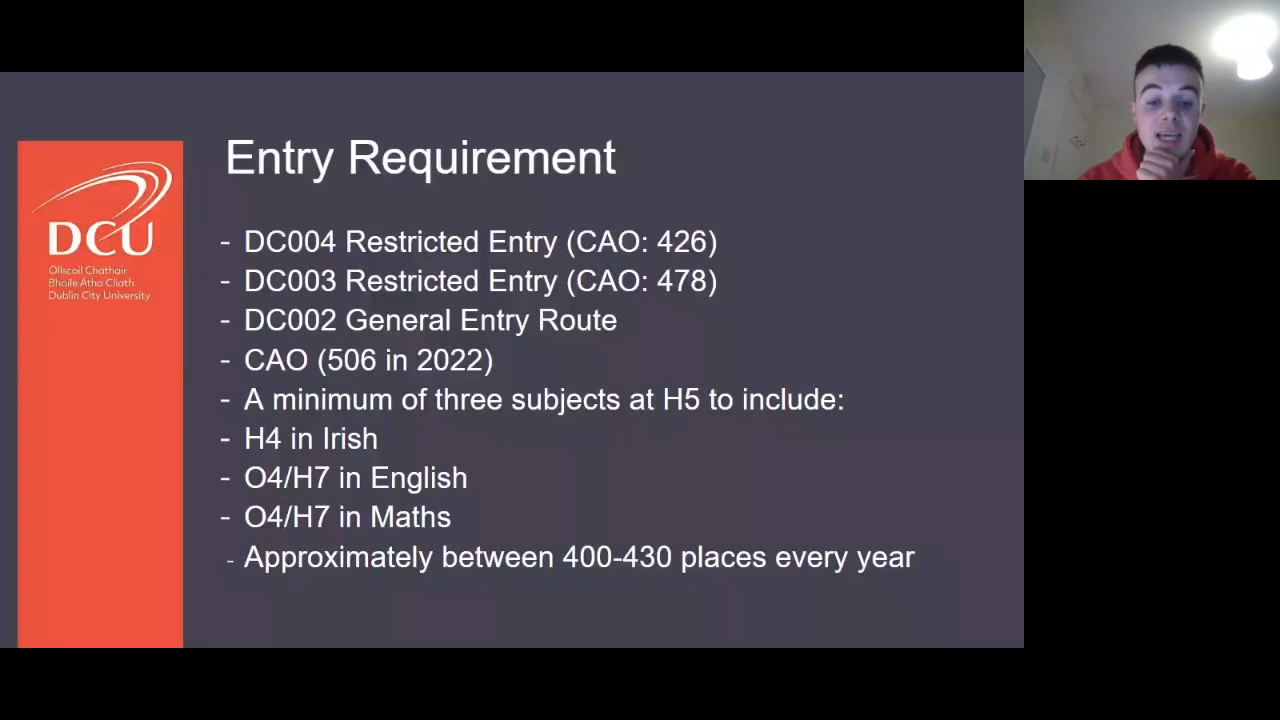 Entry Requirement
DCU
Ollscoil Chathair
Bhaile Átha Cliath
Dublin City University
- DC004 Restricted Entry (CAO: 426)
- DC003 Restricted Entry (CAO: 478)
- DC002 General Entry Route
- CAO (506 in 2022)
- A minimum of three subjects at H5 to include:
- H4 in Irish
- O4/H7 in English
- O4/H7 in Maths
- Approximately between 400-430 places every year